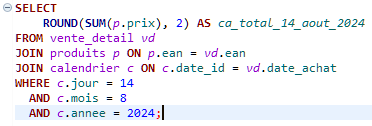 SELECT
ROUND(SUM(p.prix), 2) AS ca_total_14_aout_2024
FROM vente_detail vd
JOIN produits p ON p.ean = vd.ean
JOIN calendrier c ON c.date_id = vd.date_achat
WHERE c.jour = 14
AND c.mois = 8
AND c.annee = 2024;